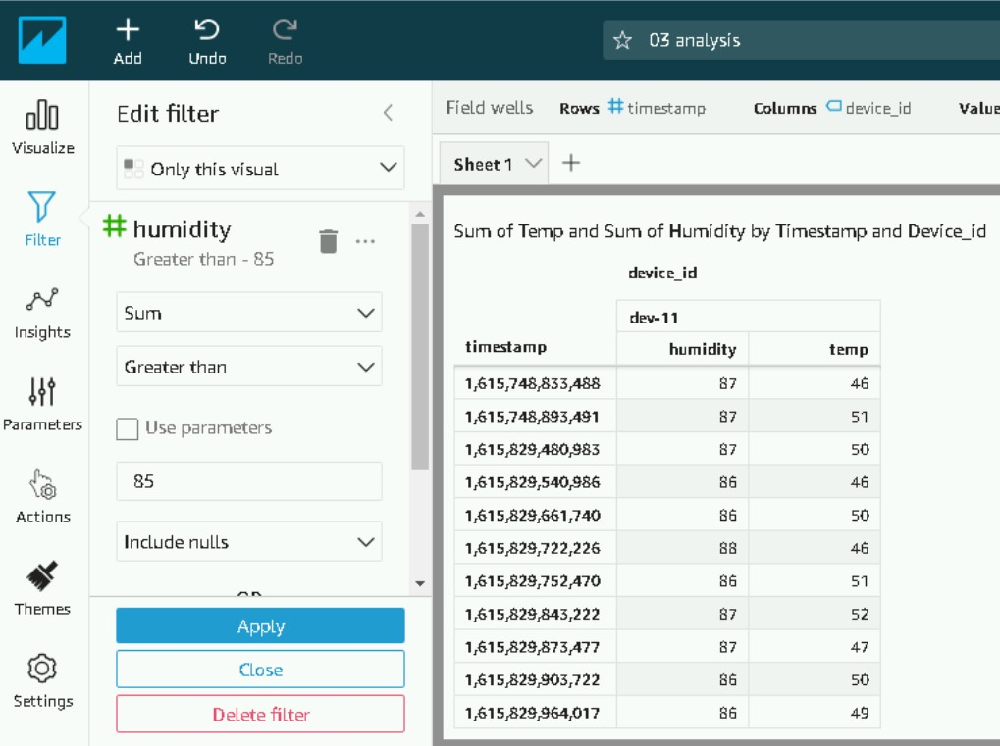 Add
Undo
Redo
03 analysis
Visualize
Filter
Insights
Parameters
Actions
Themes
Settings
Edit filter
Only this visual
humidity
Greater than - 85
Sum
Greater than
Use parameters
85
Include nulls
Apply
Close
Delete filter
Field wells Rows # timestamp Columns device_id Value
Sheet 1
Sum of Temp and Sum of Humidity by Timestamp and Device_id
device_id
dev-11
timestamp humidity temp
1,615,748,833,488 87 46
1,615,748,893,491 87 51
1,615,829,480,983 87 50
1,615,829,540,986 86 46
1,615,829,661,740 86 50
1,615,829,722,226 88 46
1,615,829,752,470 86 51
1,615,829,843,222 87 52
1,615,829,873,477 87 47
1,615,829,903,722 86 50
1,615,829,964,017 86 49